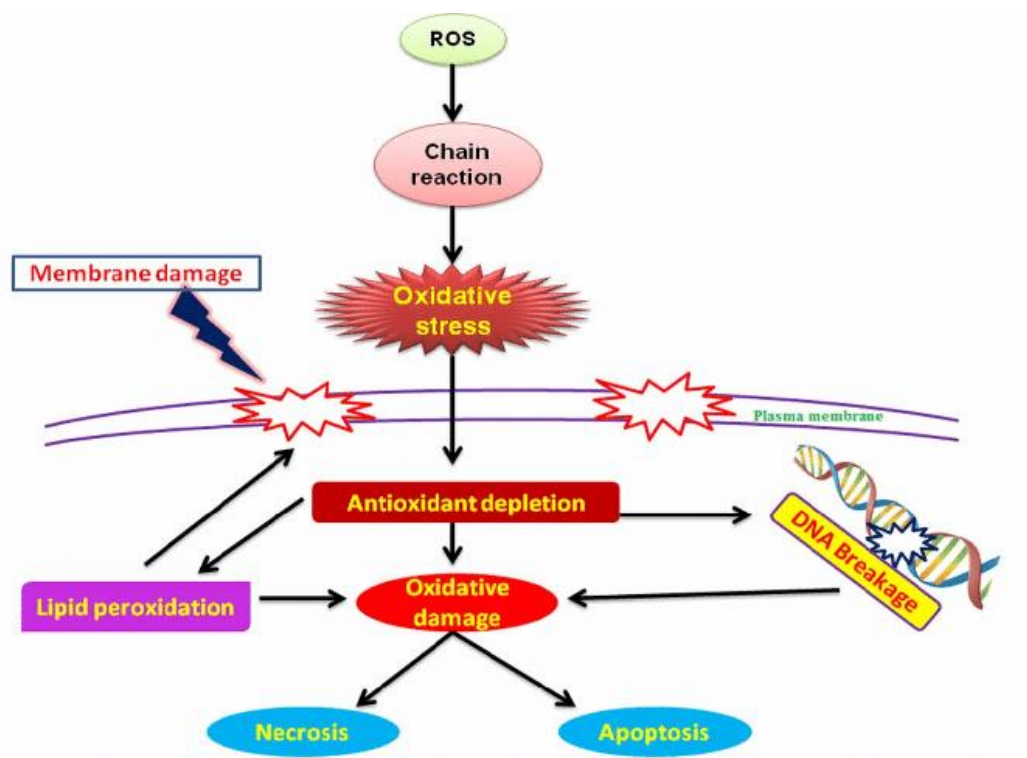 ROS
Chain
reaction
Membrane damage
Oxidative
stress
Plasma membrane
Antioxidant depletion
DNA Breakage
Lipid peroxidation
Oxidative
damage
Necrosis
Apoptosis